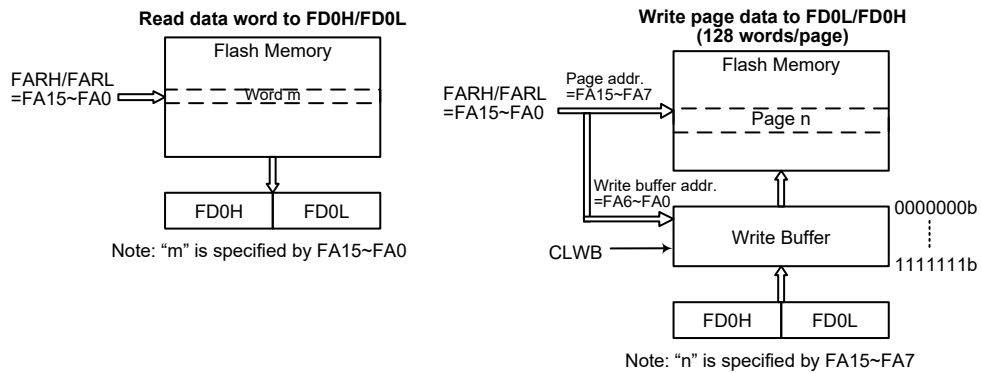 Read data word to FD0H/FD0L
Flash Memory
FARH/FARL
=FA15~FA0
Word m
FD0H
FD0L
Note: “m” is specified by FA15~FA0
Write page data to FD0L/FD0H
(128 words/page)
Flash Memory
FARH/FARL
=FA15~FA0
Page addr.
=FA15~FA7
Page n
Write buffer addr.
=FA6~FA0
CLWB
Write Buffer
0000000b
1111111b
FD0H
FD0L
Note: “n” is specified by FA15~FA7